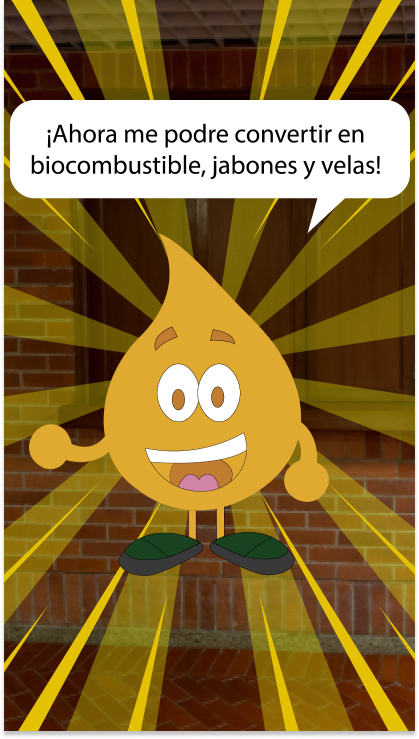 ¡Ahora me podre convertir en
biocombustible, jabones y velas!